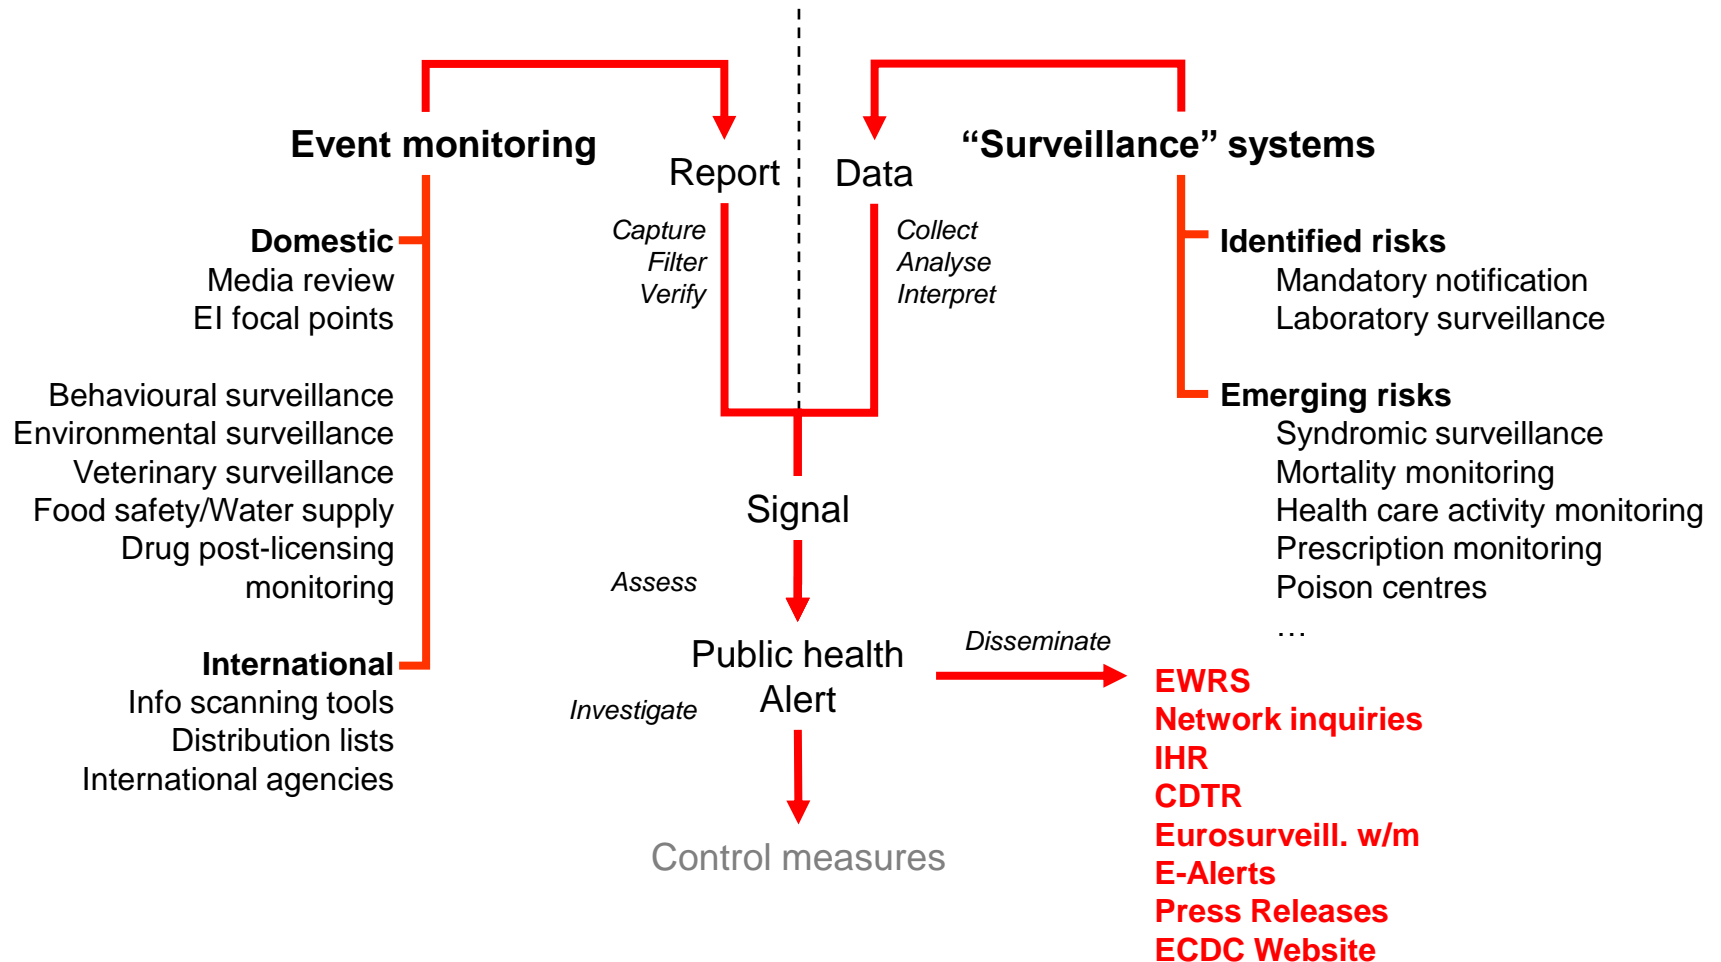 Event monitoring
Domestic
Media review
EI focal points
Behavioural surveillance
Environmental surveillance
Veterinary surveillance
Food safety/Water supply
Drug post-licensing
monitoring
International
Info scanning tools
Distribution lists
International agencies
Report
Capture
Filter
Verify
Data
Collect
Analyse
Interpret
Signal
Assess
Public health
Alert
Investigate
Control measures
Disseminate
“Surveillance” systems
Identified risks
Mandatory notification
Laboratory surveillance
Emerging risks
Syndromic surveillance
Mortality monitoring
Health care activity monitoring
Prescription monitoring
Poison centres
…
EWRS
Network inquiries
IHR
CDTR
Eurosurveill. w/m
E-Alerts
Press Releases
ECDC Website